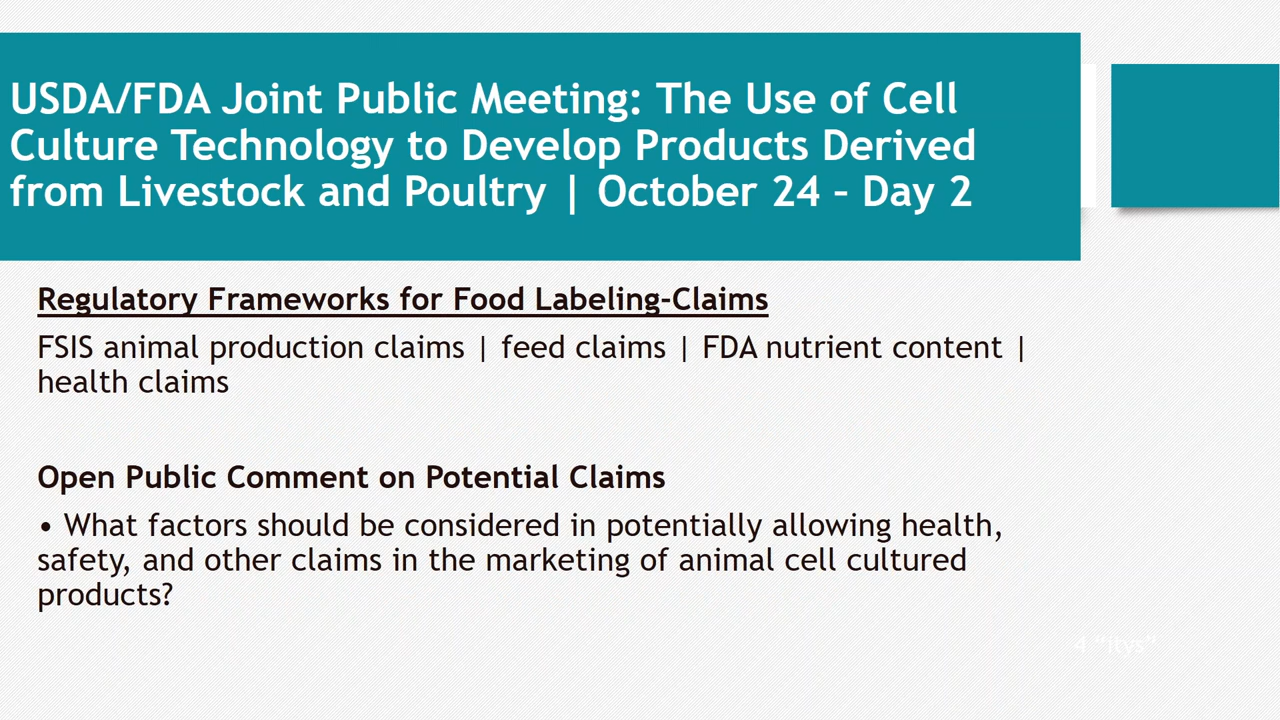 USDA/FDA Joint Public Meeting: The Use of Cell
Culture Technology to Develop Products Derived
from Livestock and Poultry | October 24 – Day 2
Regulatory Frameworks for Food Labeling-Claims
FSIS animal production claims | feed claims | FDA nutrient content |
health claims
Open Public Comment on Potential Claims
• What factors should be considered in potentially allowing health,
safety, and other claims in the marketing of animal cell cultured
products?
4 "itys"